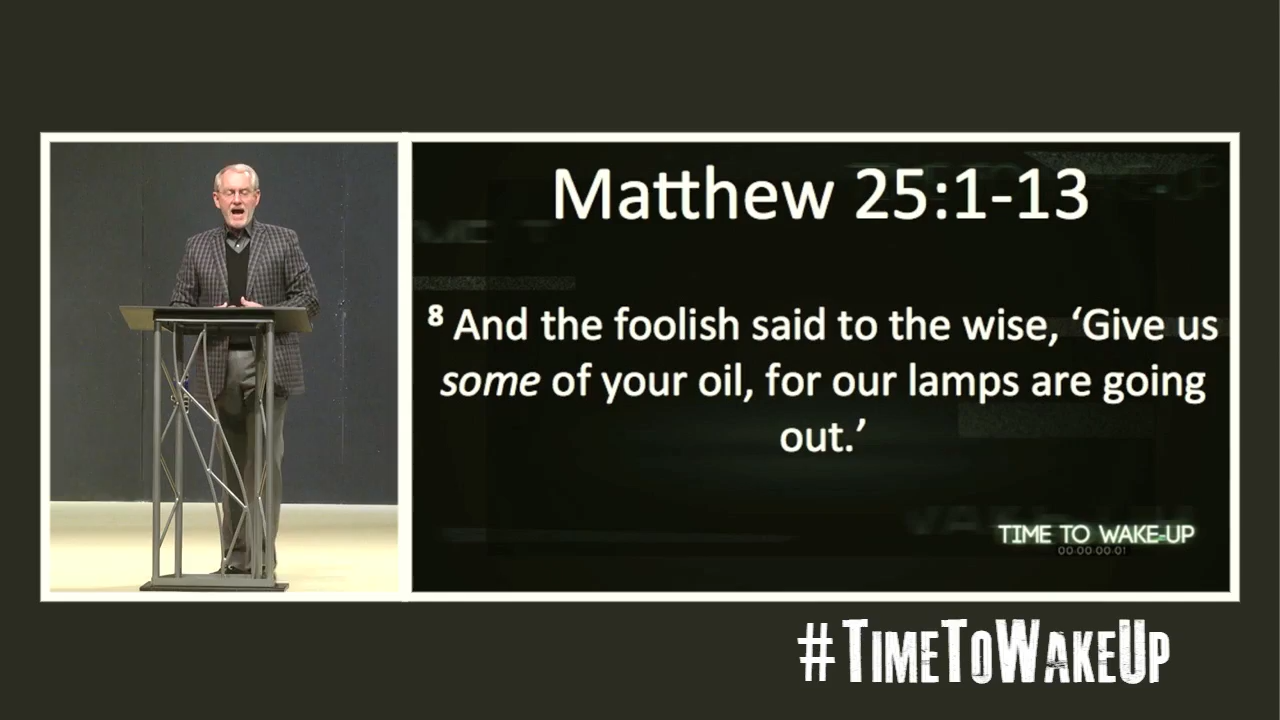 Matthew 25:1-13
8 And the foolish said to the wise, ‘Give us
some of your oil, for our lamps are going
out.’
TIME TO WAKE-UP
00:00:00:01
#TIMETOWAKEUP